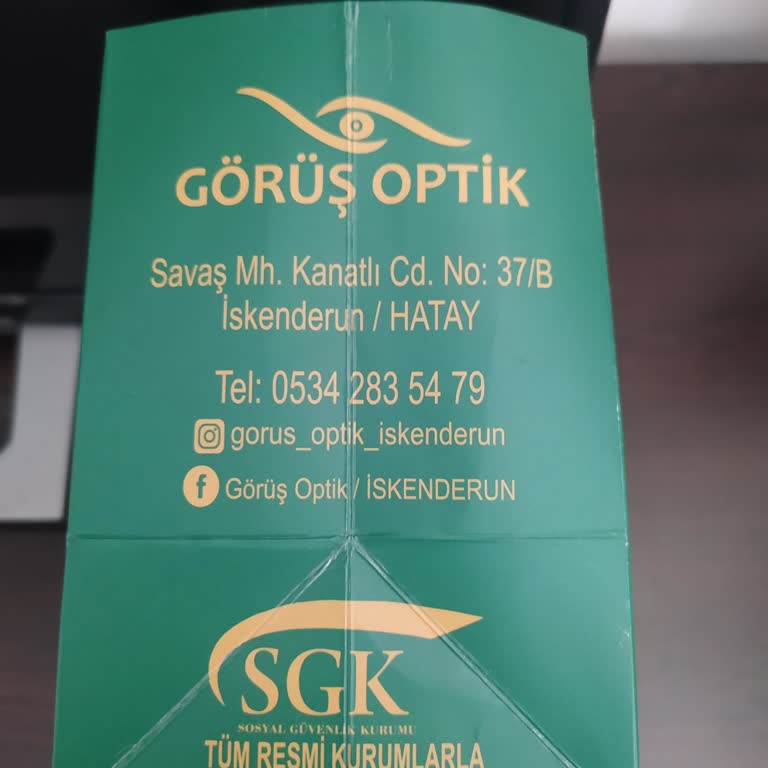 GÖRÜŞ OPTİK
Savaş Mh. Kanatlı Cd. No: 37/B
İskenderun / HATAY
Tel: 0534 283 54 79
gorus_optik_iskenderun
f Görüş Optik / İSKENDERUN
SGK
SOSYAL GÜVENLİK KURUMU
TÜM RESMİ KURUMLARLA